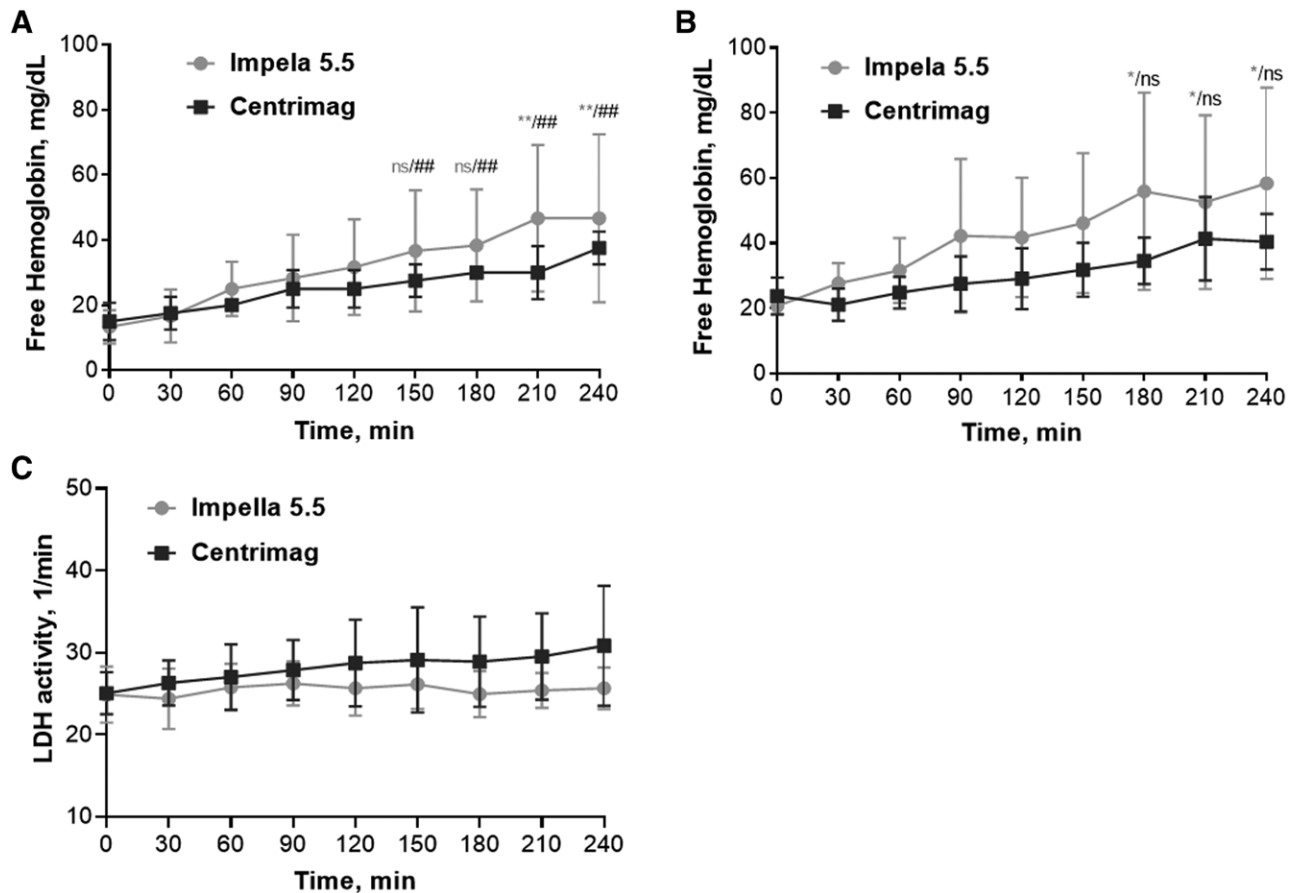 A
Free Hemoglobin, mg/dL
100
80
60
40
20
0
Impela 5.5
Centrimag
ns/##
ns/##
**/##
**/##
0 30 60 90 120 150 180 210 240
Time, min
B
Free Hemoglobin, mg/dL
100
80
60
40
20
0
Impela 5.5
Centrimag
*/ns
*/ns
*/ns
0 30 60 90 120 150 180 210 240
Time, min
C
LDH activity, 1/min
50
40
30
20
10
Impella 5.5
Centrimag
0 30 60 90 120 150 180 210 240
Time, min